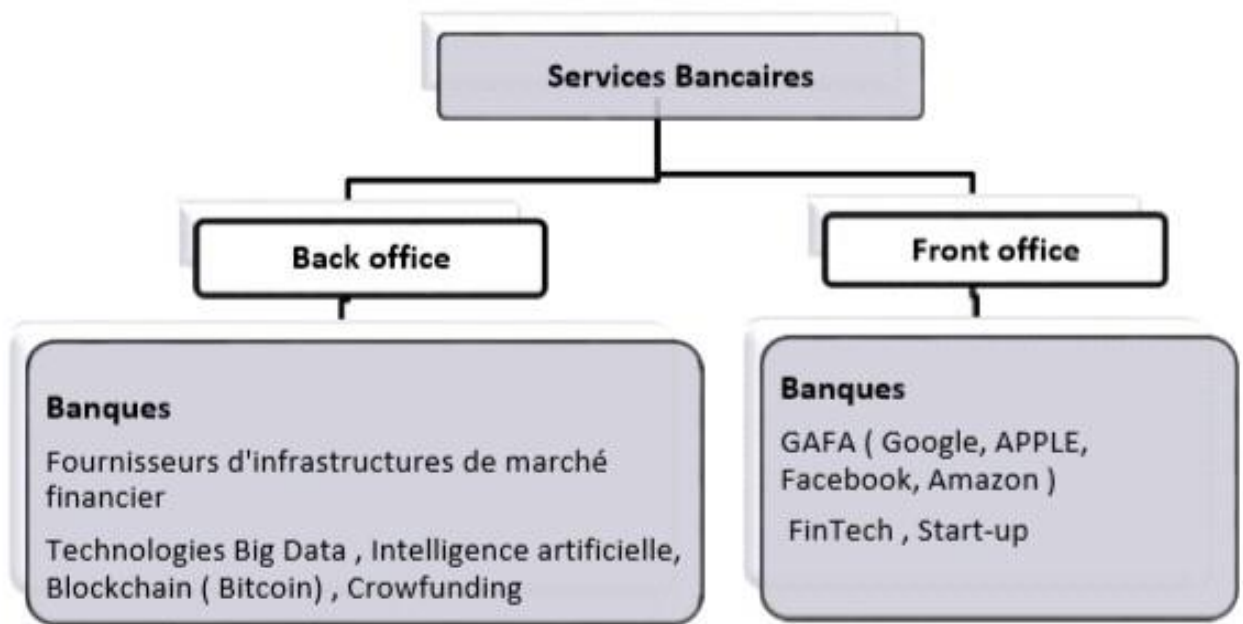 Services Bancaires
Back office
Front office
Banques
Fournisseurs d'infrastructures de marché
financier
Technologies Big Data , Intelligence artificielle,
Blockchain ( Bitcoin) , Crowfunding
Banques
GAFA ( Google, APPLE,
Facebook, Amazon )
FinTech , Start-up